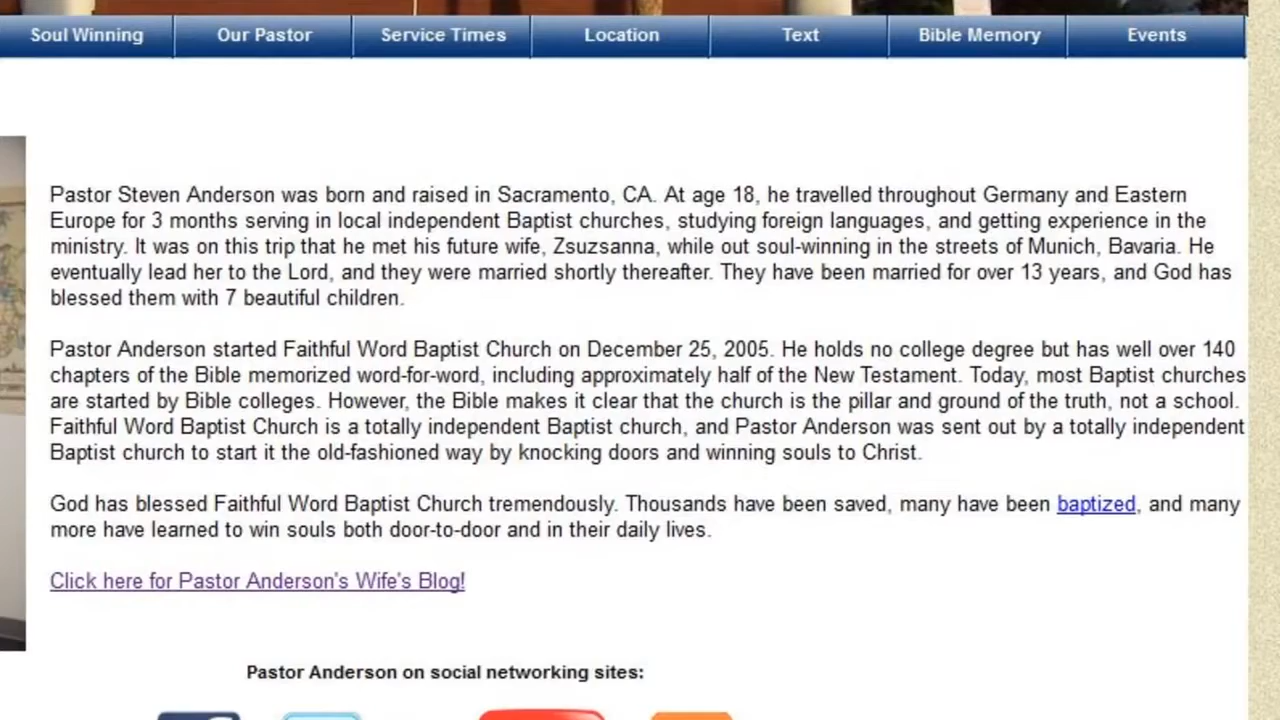 Soul Winning Our Pastor Service Times Location Text Bible Memory Events
Pastor Steven Anderson was born and raised in Sacramento, CA. At age 18, he travelled throughout Germany and Eastern
Europe for 3 months serving in local independent Baptist churches, studying foreign languages, and getting experience in the
ministry. It was on this trip that he met his future wife, Zsuzsanna, while out soul-winning in the streets of Munich, Bavaria. He
eventually lead her to the Lord, and they were married shortly thereafter. They have been married for over 13 years, and God has
blessed them with 7 beautiful children.
Pastor Anderson started Faithful Word Baptist Church on December 25, 2005. He holds no college degree but has well over 140
chapters of the Bible memorized word-for-word, including approximately half of the New Testament. Today, most Baptist churches
are started by Bible colleges. However, the Bible makes it clear that the church is the pillar and ground of the truth, not a school.
Faithful Word Baptist Church is a totally independent Baptist church, and Pastor Anderson was sent out by a totally independent
Baptist church to start it the old-fashioned way by knocking doors and winning souls to Christ.
God has blessed Faithful Word Baptist Church tremendously. Thousands have been saved, many have been baptized, and many
more have learned to win souls both door-to-door and in their daily lives.
Click here for Pastor Anderson's Wife's Blog!
Pastor Anderson on social networking sites: